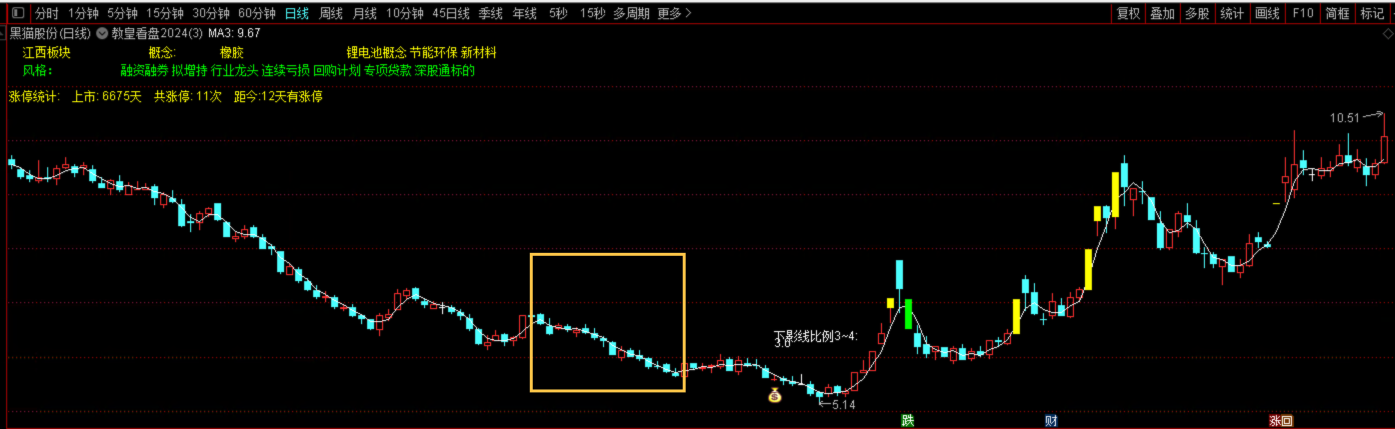 分时 1分钟 5分钟 15分钟 30分钟 60分钟 日线 周线 月线 10分钟 45日线 季线 年线 5秒 15秒 多周期 更多> 复权 叠加 多股 统计 画线 F10 简框 标记
黑猫股份(日线) 教皇看盘2024(3) MA3: 9.67
江西板块 概念: 橡胶 锂电池概念 节能环保 新材料
风格: 融资融券 拟增持 行业龙头 连续亏损 回购计划 专项贷款 深股通标的
涨停统计: 上市: 6675天 共涨停: 11次 距今:12天有涨停
10.51
下影线比例3~4:
3.6
5.14
跌 财 涨 回